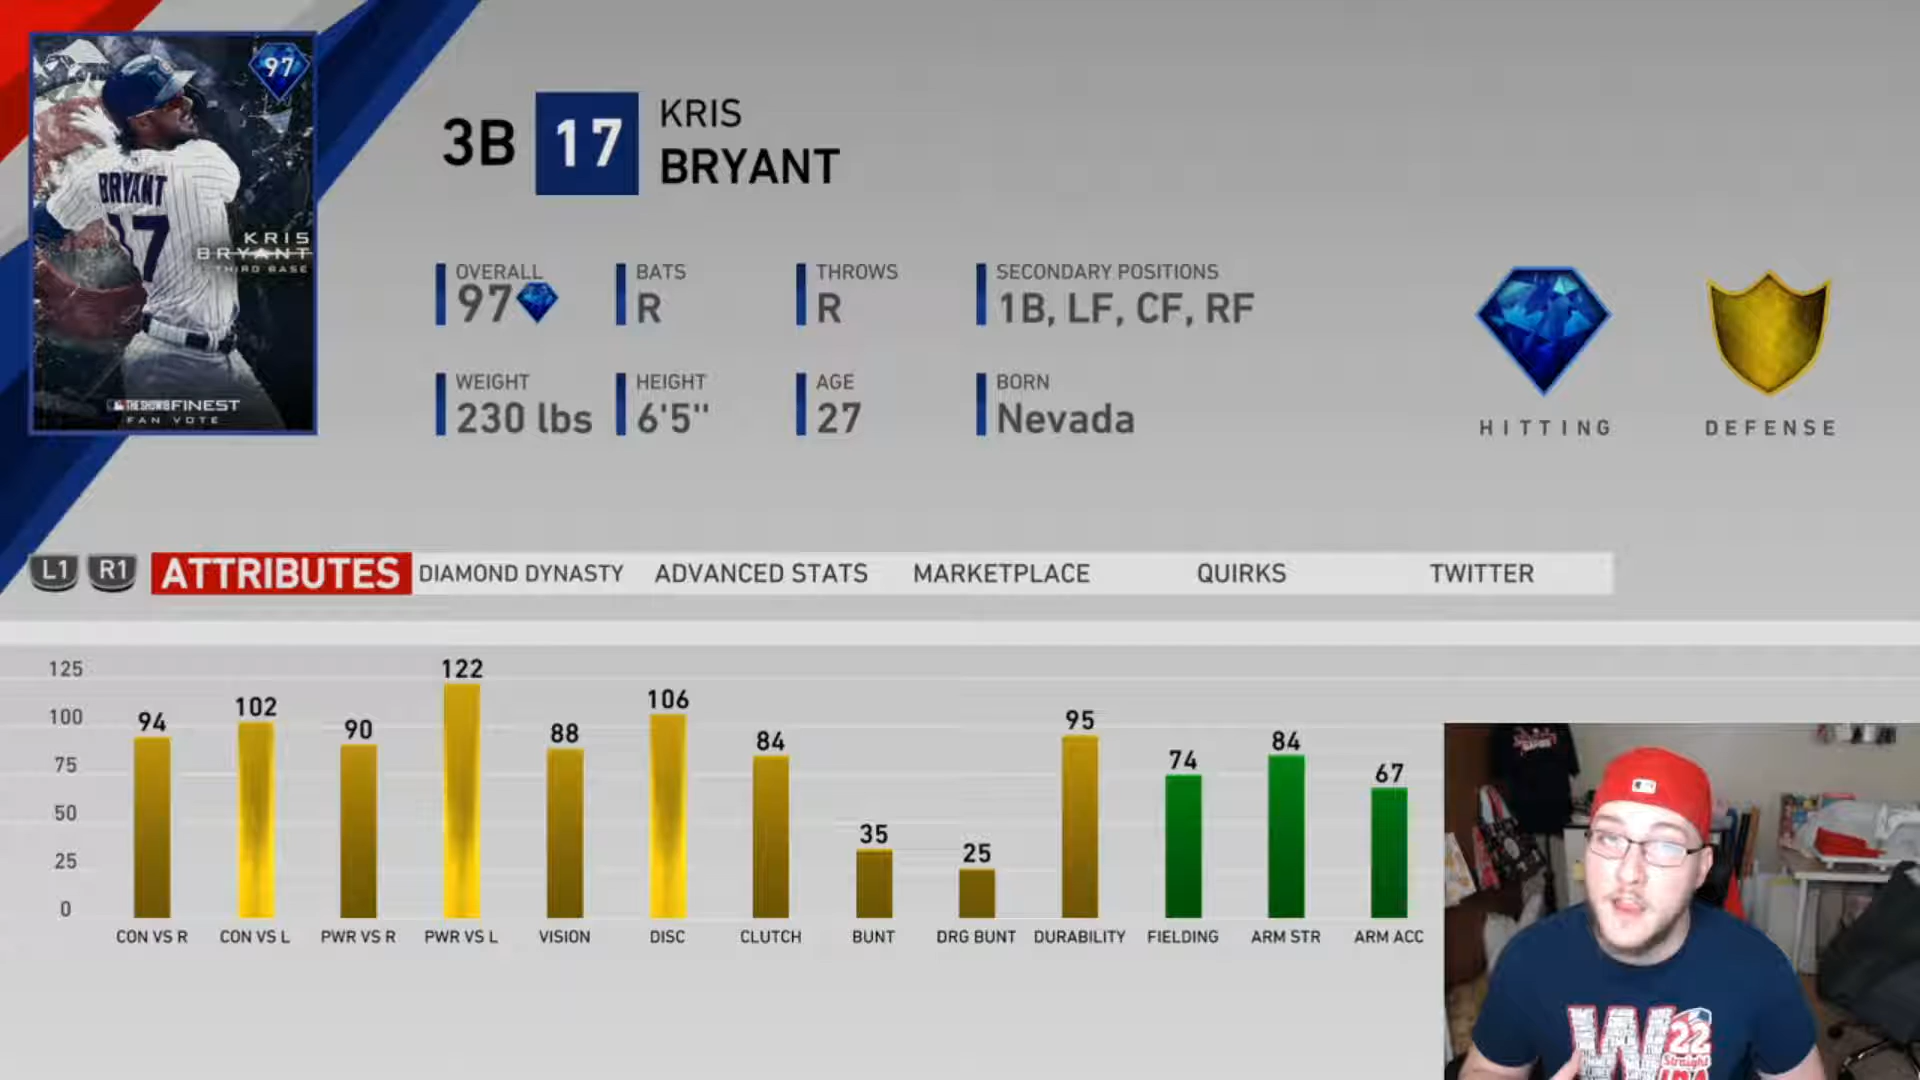 97
BRYANT
17
KRIS
BRYANT
THIRD BASE
THE SHOW18 FINEST
FAN VOTE
3B
17
KRIS
BRYANT
OVERALL
97
BATS
R
THROWS
R
SECONDARY POSITIONS
1B, LF, CF, RF
WEIGHT
230 lbs
HEIGHT
6'5"
AGE
27
BORN
Nevada
HITTING
DEFENSE
L1 R1 ATTRIBUTES DIAMOND DYNASTY ADVANCED STATS MARKETPLACE QUIRKS TWITTER
125
100
75
50
25
0
94 102 90 122 88 106 84 35 25 95 74 84 67
CON VS R CON VS L PWR VS R PWR VS L VISION DISC CLUTCH BUNT DRG BUNT DURABILITY FIELDING ARM STR ARM ACC
W 22
Straight